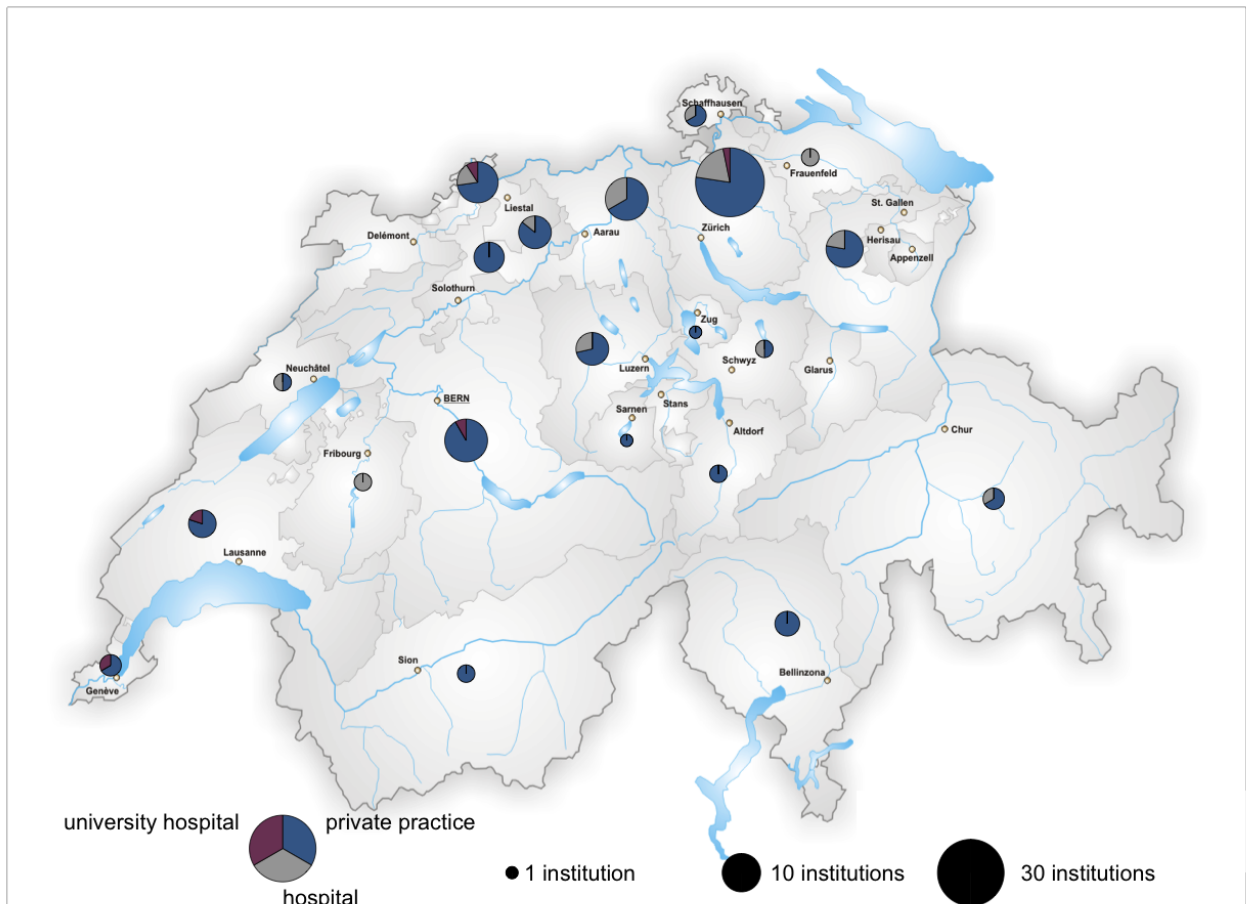 Schaffhausen
Frauenfeld
Liestal
St. Gallen
Delémont
Aarau
Zürich
Herisau
Appenzell
Solothurn
Zug
Neuchâtel
Luzern
Schwyz
Glarus
BERN
Stans
Sarnen
Altdorf
Chur
Fribourg
Lausanne
Sion
Bellinzona
Genève
university hospital
private practice
hospital
1 institution
10 institutions
30 institutions